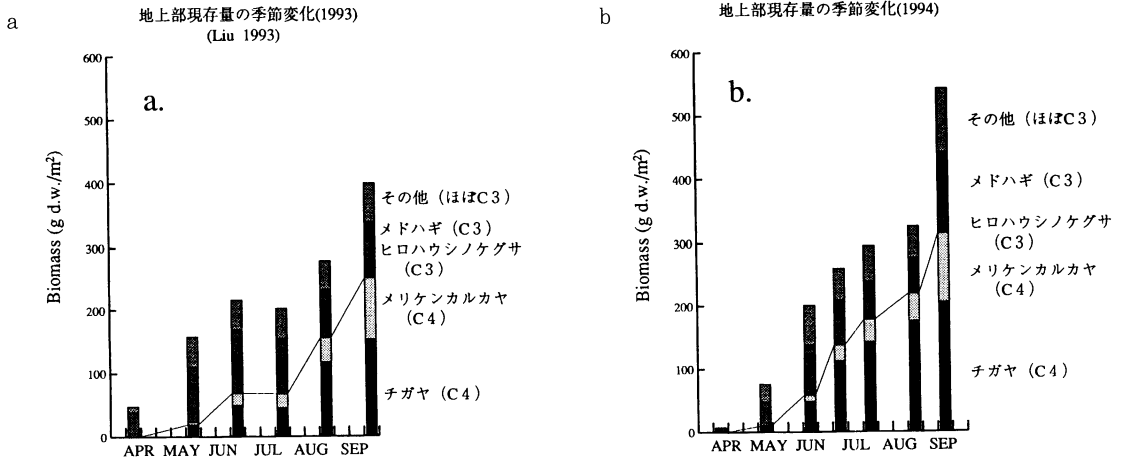 a
地上部現存量の季節変化(1993)
(Liu 1993)
600
500
400
300
200
100
0
Biomass (g d.w./m²)
a.
その他（ほぼC3）
メドハギ（C3）
ヒロハウシノケグサ
（C3）
メリケンカルカヤ
（C4）
チガヤ（C4）
APR MAY JUN JUL AUG SEP
b
地上部現存量の季節変化(1994)
600
500
400
300
200
100
0
Biomass (g d.w./m²)
b.
その他（ほぼC3）
メドハギ（C3）
ヒロハウシノケグサ
（C3）
メリケンカルカヤ
（C4）
チガヤ（C4）
APR MAY JUN JUL AUG SEP